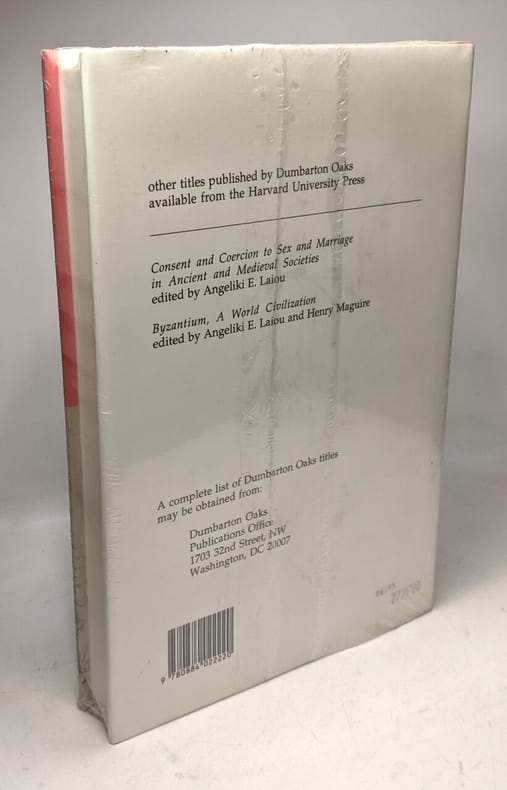 other titles published by Dumbarton Oaks
available from the Harvard University Press
Consent and Coercion to Sex and Marriage
in Ancient and Medieval Societies
edited by Angeliki E. Laiou
Byzantium, A World Civilization
edited by Angeliki E. Laiou and Henry Maguire
A complete list of Dumbarton Oaks titles
may be obtained from:
Dumbarton Oaks
Publications Office
1703 32nd Street, NW
Washington, DC 20007
9 780884 022220